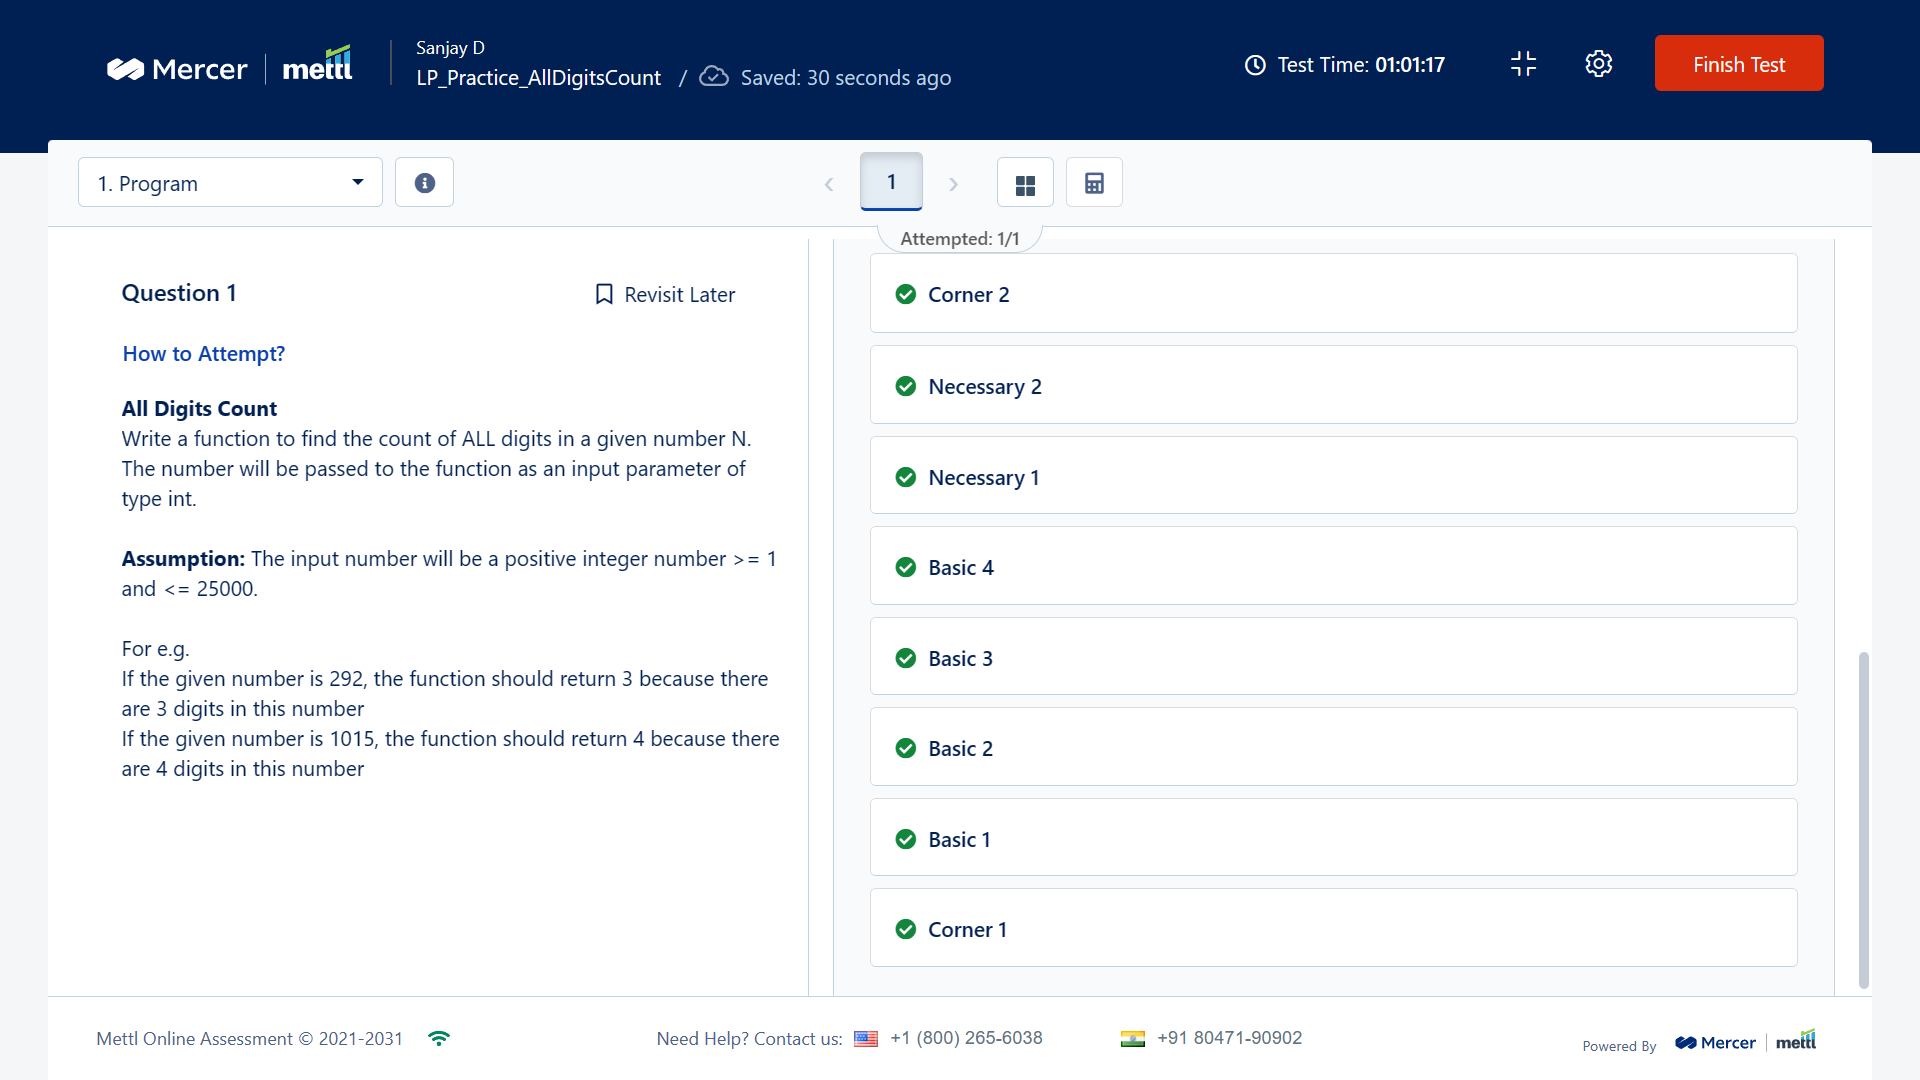 Mercer
mettl
Sanjay D
LP_Practice_AllDigitsCount / Saved: 30 seconds ago
Test Time: 01:01:17
Finish Test
1. Program
1
Attempted: 1/1
Question 1
Revisit Later
How to Attempt?
All Digits Count
Write a function to find the count of ALL digits in a given number N.
The number will be passed to the function as an input parameter of
type int.
Assumption: The input number will be a positive integer number >= 1
and <= 25000.
For e.g.
If the given number is 292, the function should return 3 because there
are 3 digits in this number
If the given number is 1015, the function should return 4 because there
are 4 digits in this number
Corner 2
Necessary 2
Necessary 1
Basic 4
Basic 3
Basic 2
Basic 1
Corner 1
Mettl Online Assessment © 2021-2031
Need Help? Contact us: +1 (800) 265-6038
+91 80471-90902
Powered By
Mercer
mettl